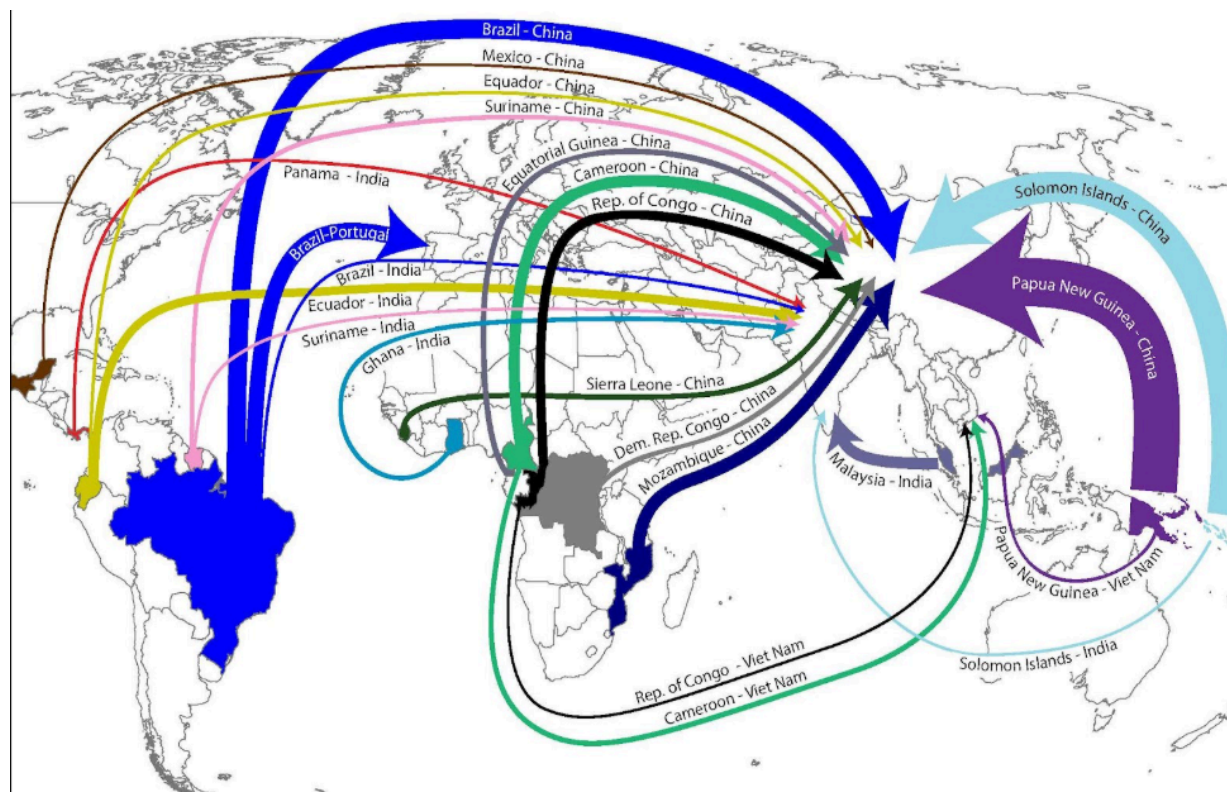 Brazil - China
Mexico - China
Equador - China
Suriname - China
Equatorial Guinea - China
Cameroon - China
Panama - India
Rep. of Congo - China
Solomon Islands - China
Brazil-Portugal
Brazil - India
Papua New Guinea - China
Ecuador - India
Suriname - India
Ghana - India
Sierra Leone - China
Dem. Rep. Congo - China
Mozambique - China
Malaysia - India
Papua New Guinea - Viet Nam
Solomon Islands - India
Rep. of Congo - Viet Nam
Cameroon - Viet Nam